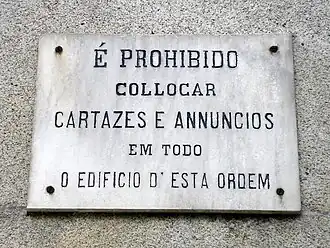 É PROHIBIDO
COLLOCAR
CARTAZES E ANNUNCIOS
EM TODO
O EDIFICIO D' ESTA ORDEM